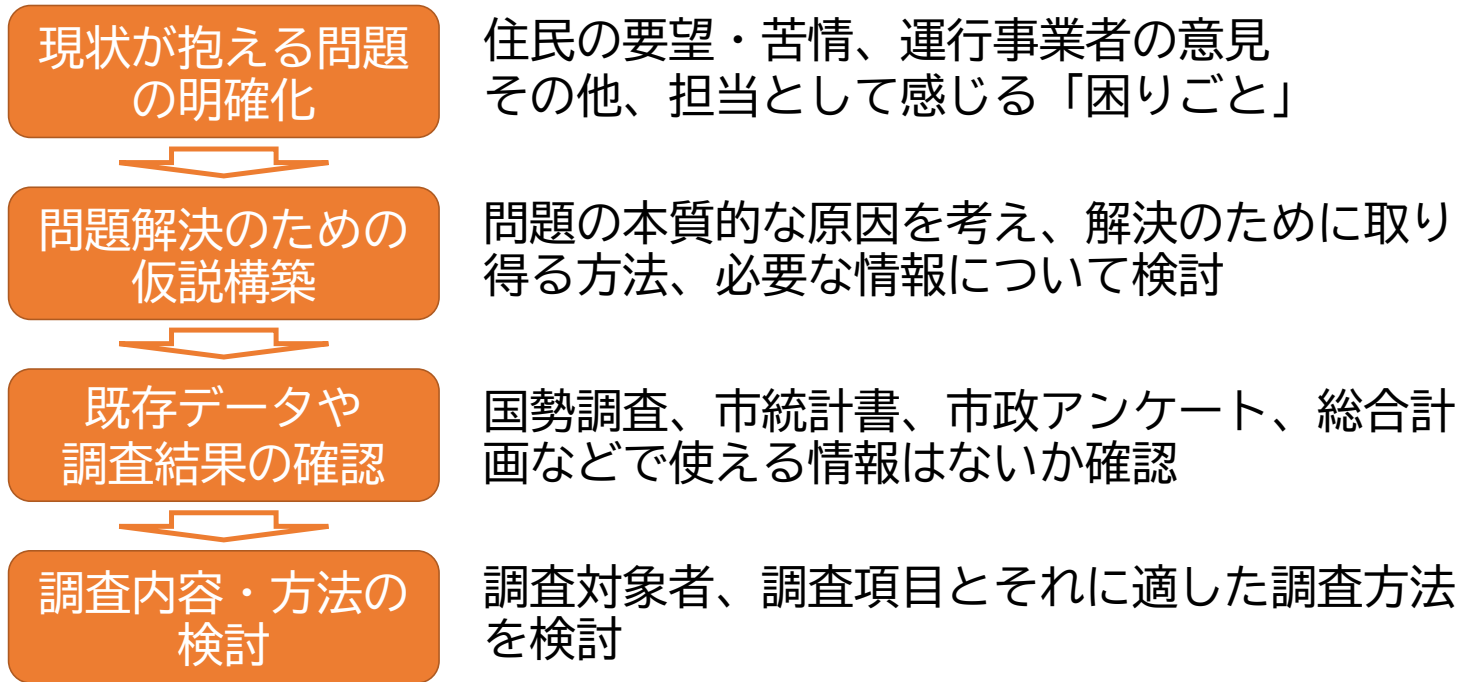 現状が抱える問題
の明確化
住民の要望・苦情、運行事業者の意見
その他、担当として感じる「困りごと」
問題解決のための
仮説構築
問題の本質的な原因を考え、解決のために取り
得る方法、必要な情報について検討
既存データや
調査結果の確認
国勢調査、市統計書、市政アンケート、総合計
画などで使える情報はないか確認
調査内容・方法の
検討
調査対象者、調査項目とそれに適した調査方法
を検討